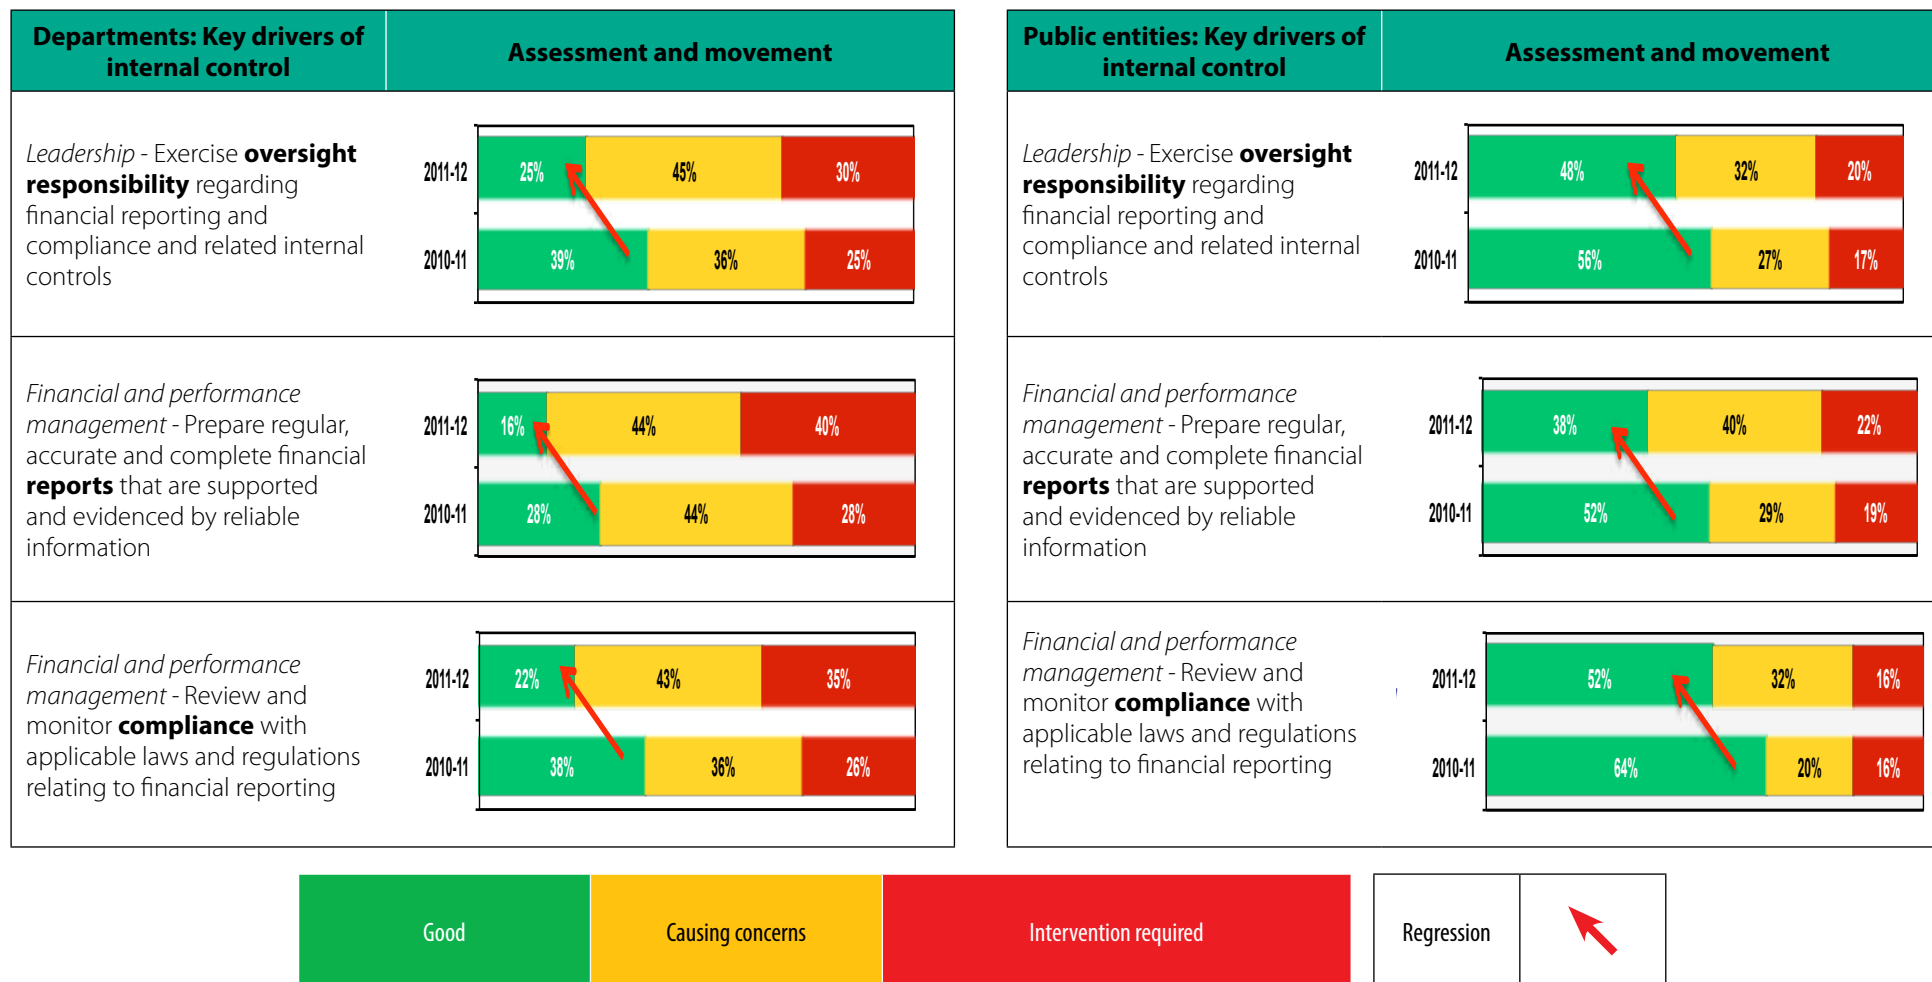 Departments: Key drivers of
internal control
Assessment and movement
Leadership - Exercise oversight
responsibility regarding
financial reporting and
compliance and related internal
controls
2011-12
25%
45%
30%
2010-11
39%
36%
25%
Financial and performance
management - Prepare regular,
accurate and complete financial
reports that are supported
and evidenced by reliable
information
2011-12
16%
44%
40%
2010-11
28%
44%
28%
Financial and performance
management - Review and
monitor compliance with
applicable laws and regulations
relating to financial reporting
2011-12
22%
43%
35%
2010-11
38%
36%
26%
Public entities: Key drivers of
internal control
Assessment and movement
Leadership - Exercise oversight
responsibility regarding
financial reporting and
compliance and related internal
controls
2011-12
48%
32%
20%
2010-11
56%
27%
17%
Financial and performance
management - Prepare regular,
accurate and complete financial
reports that are supported
and evidenced by reliable
information
2011-12
38%
40%
22%
2010-11
52%
29%
19%
Financial and performance
management - Review and
monitor compliance with
applicable laws and regulations
relating to financial reporting
2011-12
52%
32%
16%
2010-11
64%
20%
16%
Good
Causing concerns
Intervention required
Regression